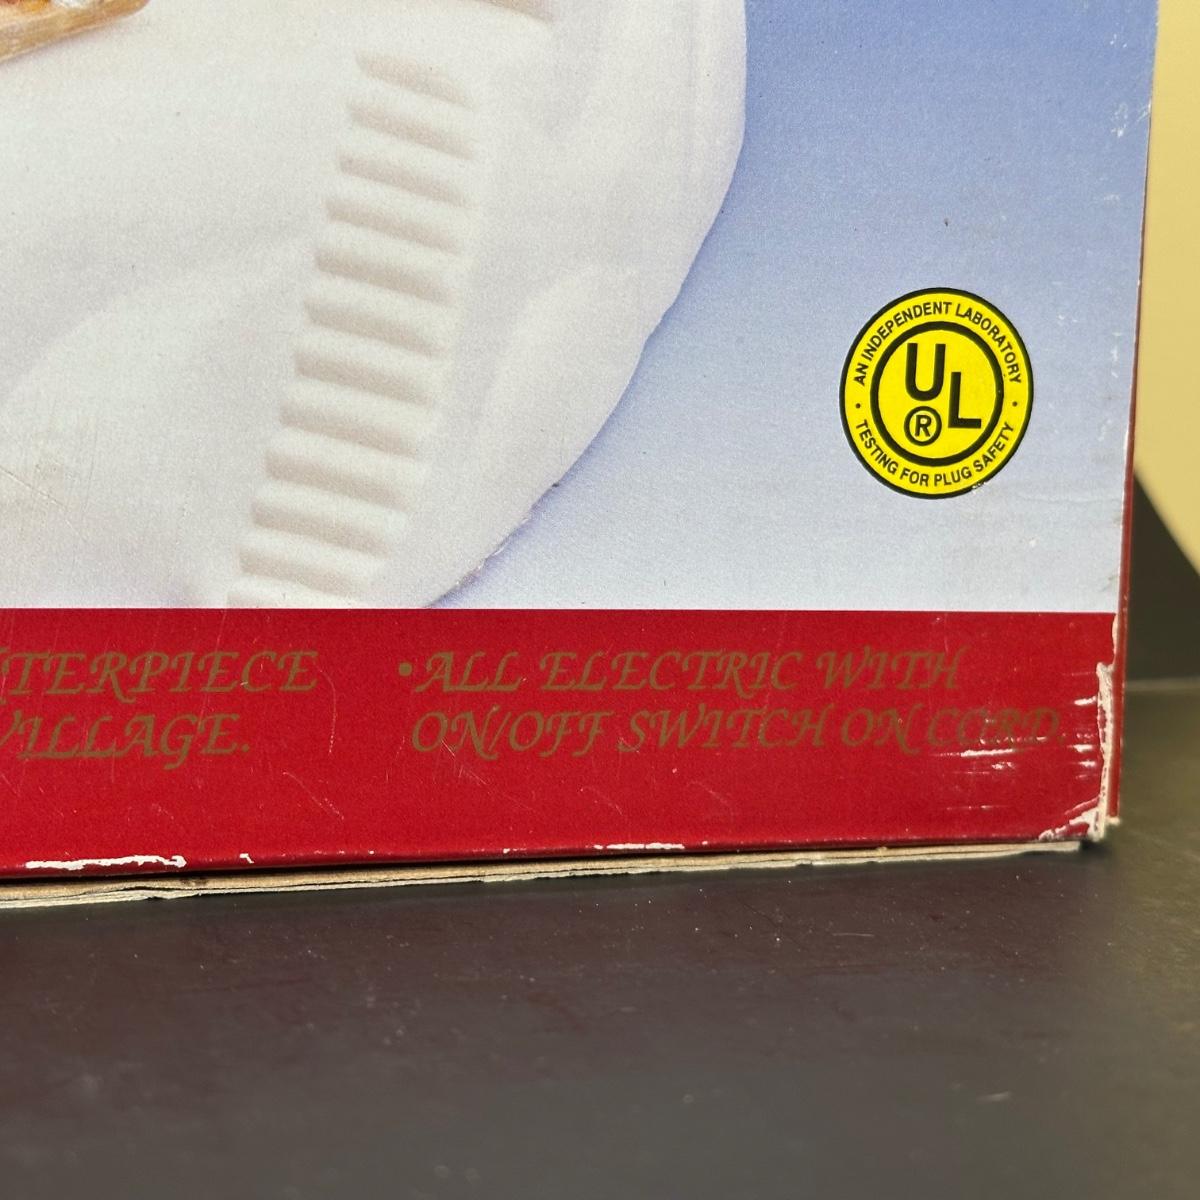 AN INDEPENDENT LABORATORY
UL
®
TESTING FOR PLUG SAFETY
TERPIECE
VILLAGE.
•ALL ELECTRIC WITH
ON/OFF SWITCH ON CORD.